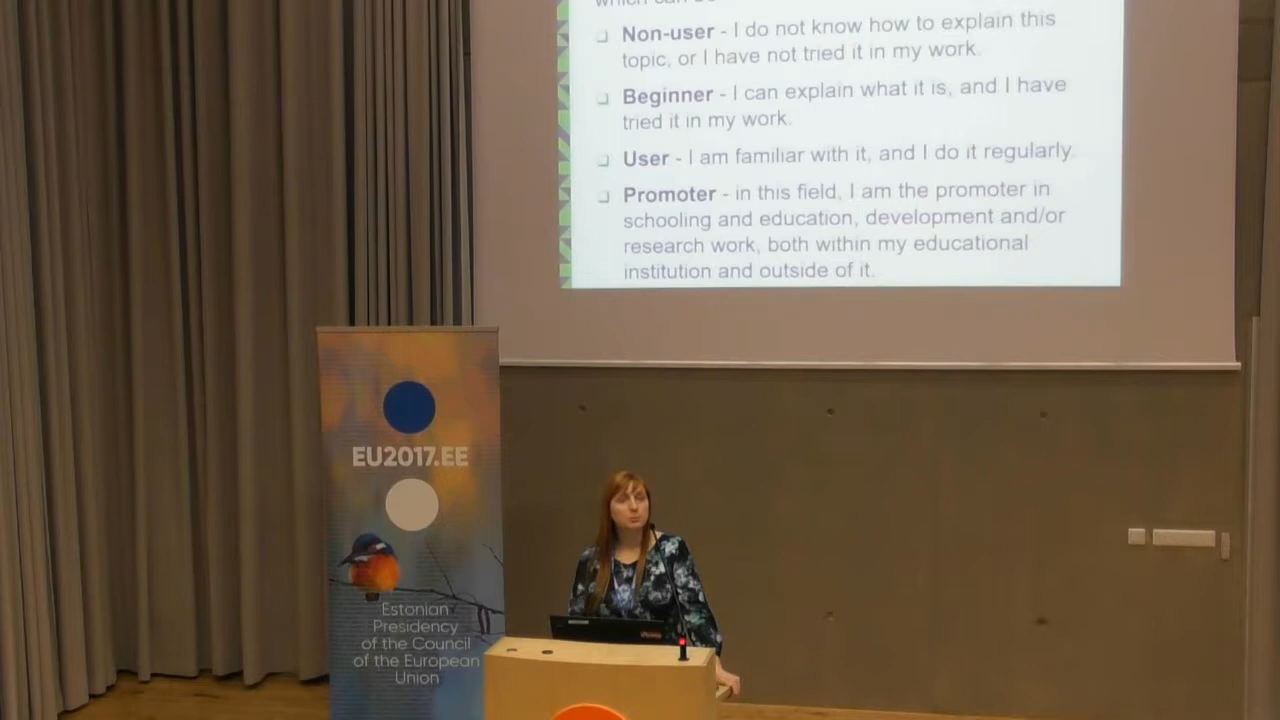 which can be
Non-user - I do not know how to explain this
topic, or I have not tried it in my work.
Beginner - I can explain what it is, and I have
tried it in my work.
User - I am familiar with it, and I do it regularly.
Promoter - in this field, I am the promoter in
schooling and education, development and/or
research work, both within my educational
institution and outside of it.
EU2017.EE
Estonian
Presidency
of the Council
of the European
Union